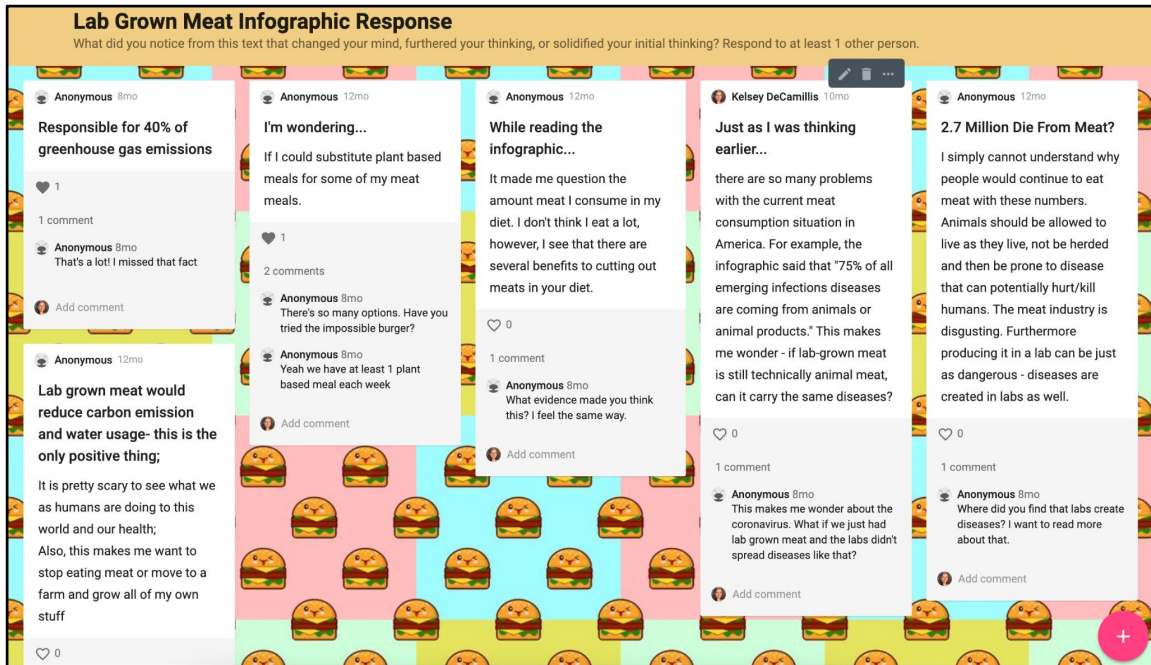 Lab Grown Meat Infographic Response
What did you notice from this text that changed your mind, furthered your thinking, or solidified your initial thinking? Respond to at least 1 other person.
Anonymous 8mo
Responsible for 40% of
greenhouse gas emissions
1
1 comment
Anonymous 8mo
That's a lot! I missed that fact
Add comment
Anonymous 12mo
Lab grown meat would
reduce carbon emission
and water usage- this is the
only positive thing;
It is pretty scary to see what we
as humans are doing to this
world and our health;
Also, this makes me want to
stop eating meat or move to a
farm and grow all of my own
stuff
0
Anonymous 12mo
I'm wondering...
If I could substitute plant based
meals for some of my meat
meals.
1
2 comments
Anonymous 8mo
There's so many options. Have you
tried the impossible burger?
Anonymous 8mo
Yeah we have at least 1 plant
based meal each week
Add comment
Anonymous 12mo
While reading the
infographic...
It made me question the
amount meat I consume in my
diet. I don't think I eat a lot,
however, I see that there are
several benefits to cutting out
meats in your diet.
0
1 comment
Anonymous 8mo
What evidence made you think
this? I feel the same way.
Add comment
Kelsey DeCamillis 10mo
Just as I was thinking
earlier...
there are so many problems
with the current meat
consumption situation in
America. For example, the
infographic said that "75% of all
emerging infections diseases
are coming from animals or
animal products." This makes
me wonder - if lab-grown meat
is still technically animal meat,
can it carry the same diseases?
0
1 comment
Anonymous 8mo
This makes me wonder about the
coronavirus. What if we just had
lab grown meat and the labs didn't
spread diseases like that?
Add comment
Anonymous 12mo
2.7 Million Die From Meat?
I simply cannot understand why
people would continue to eat
meat with these numbers.
Animals should be allowed to
live as they live, not be herded
and then be prone to disease
that can potentially hurt/kill
humans. The meat industry is
disgusting. Furthermore
producing it in a lab can be just
as dangerous - diseases are
created in labs as well.
0
1 comment
Anonymous 8mo
Where did you find that labs create
diseases? I want to read more
about that.
Add comment